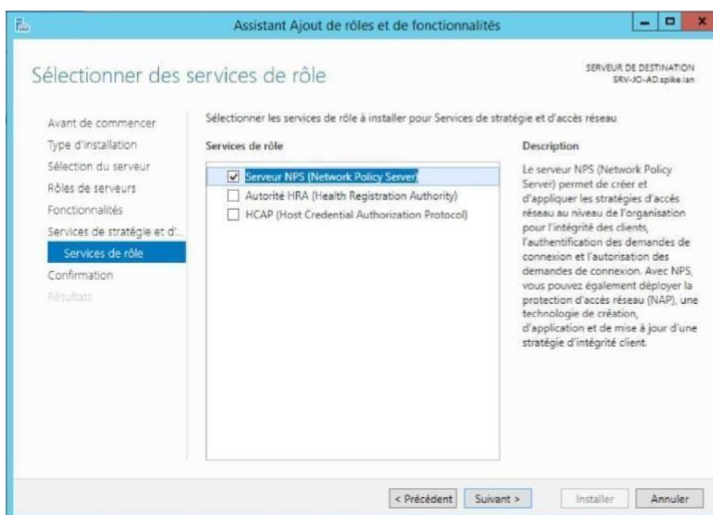 Assistant Ajout de rôles et de fonctionnalités
Sélectionner des services de rôle
SERVEUR DE DESTINATION
SRV-JO-AD.spike.lan
Avant de commencer
Type d'installation
Sélection du serveur
Rôles de serveurs
Fonctionnalités
Services de stratégie et d'...
Services de rôle
Confirmation
Résultats
Sélectionner les services de rôle à installer pour Services de stratégie et d'accès réseau
Services de rôle
Serveur NPS (Network Policy Server)
Autorité HRA (Health Registration Authority)
HCAP (Host Credential Authorization Protocol)
Description
Le serveur NPS (Network Policy
Server) permet de créer et
d'appliquer les stratégies d'accès
réseau au niveau de l'organisation
pour l'intégrité des clients,
l'authentification des demandes de
connexion et l'autorisation des
demandes de connexion. Avec NPS,
vous pouvez également déployer la
protection d'accès réseau (NAP), une
technologie de création,
d'application et de mise à jour d'une
stratégie d'intégrité client.
< Précédent
Suivant >
Installer
Annuler